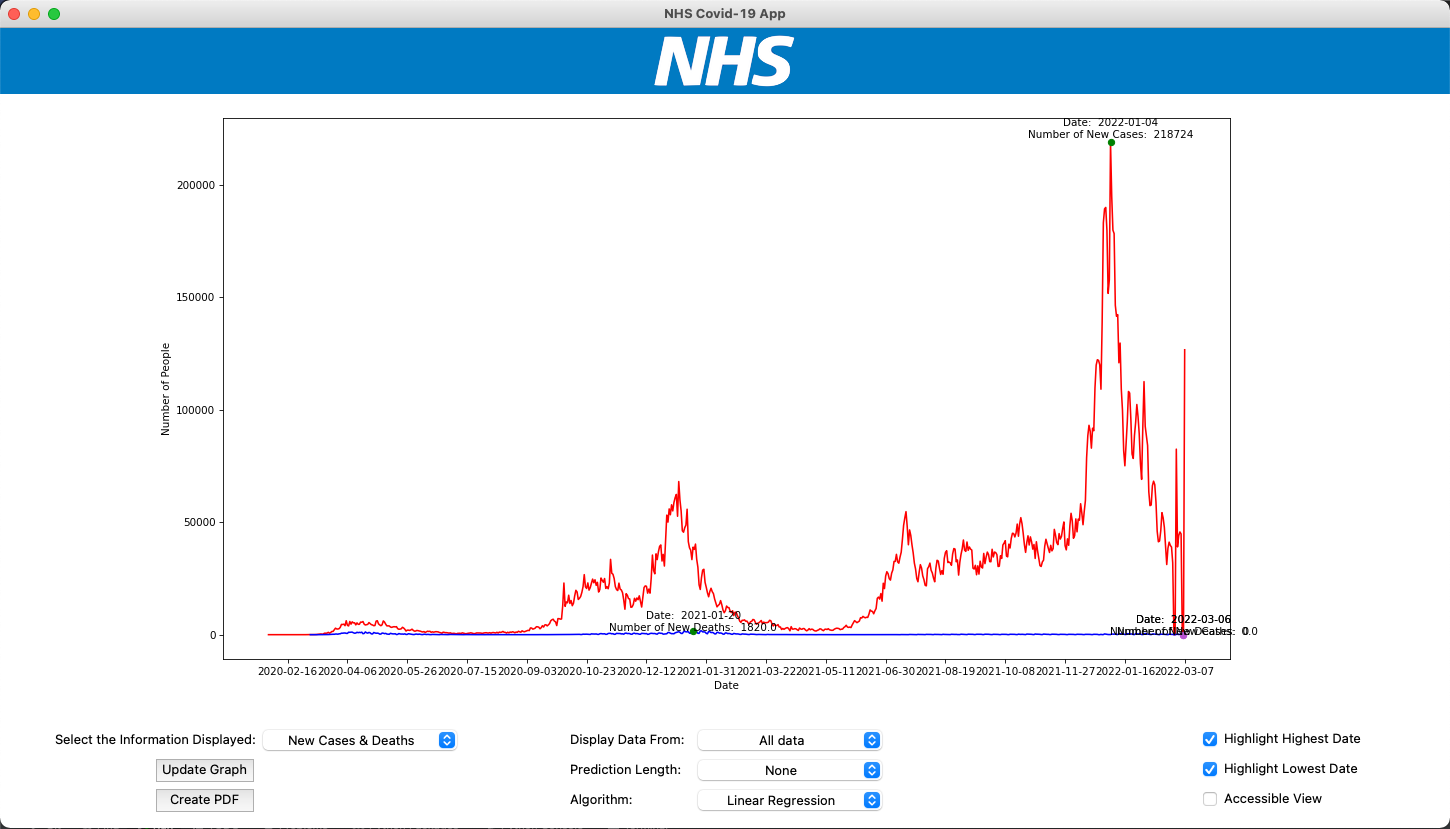 NHS Covid-19 App
NHS
Date:  2022-01-04
Number of New Cases:  218724
200000
150000
100000
50000
0
Number of People
Date:  2021-01-20
Number of New Deaths:  1820.0
Date:  2022-03-06
2020-02-16 2020-04-06 2020-05-26 2020-07-15 2020-09-03 2020-10-23 2020-12-12 2021-01-31 2021-03-22 2021-05-11 2021-06-30 2021-08-19 2021-10-08 2021-11-27 2022-01-16 2022-03-07
Date
Select the Information Displayed: New Cases & Deaths
Display Data From: All data
Highlight Highest Date
Update Graph
Prediction Length: None
Highlight Lowest Date
Create PDF
Algorithm: Linear Regression
Accessible View